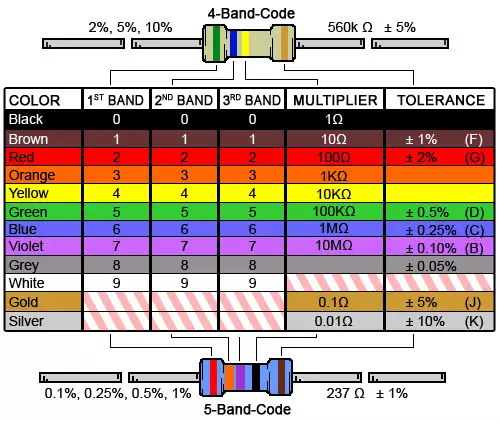 4-Band-Code
2%, 5%, 10% 560k Ω ± 5%
COLOR 1ST BAND 2ND BAND 3RD BAND MULTIPLIER TOLERANCE
Black 0 0 0 1Ω
Brown 1 1 1 10Ω ± 1% (F)
Red 2 2 2 100Ω ± 2% (G)
Orange 3 3 3 1KΩ
Yellow 4 4 4 10KΩ
Green 5 5 5 100KΩ ± 0.5% (D)
Blue 6 6 6 1MΩ ± 0.25% (C)
Violet 7 7 7 10MΩ ± 0.10% (B)
Grey 8 8 8 ± 0.05%
White 9 9 9
Gold 0.1Ω ± 5% (J)
Silver 0.01Ω ± 10% (K)
0.1%, 0.25%, 0.5%, 1% 237 Ω ± 1%
5-Band-Code